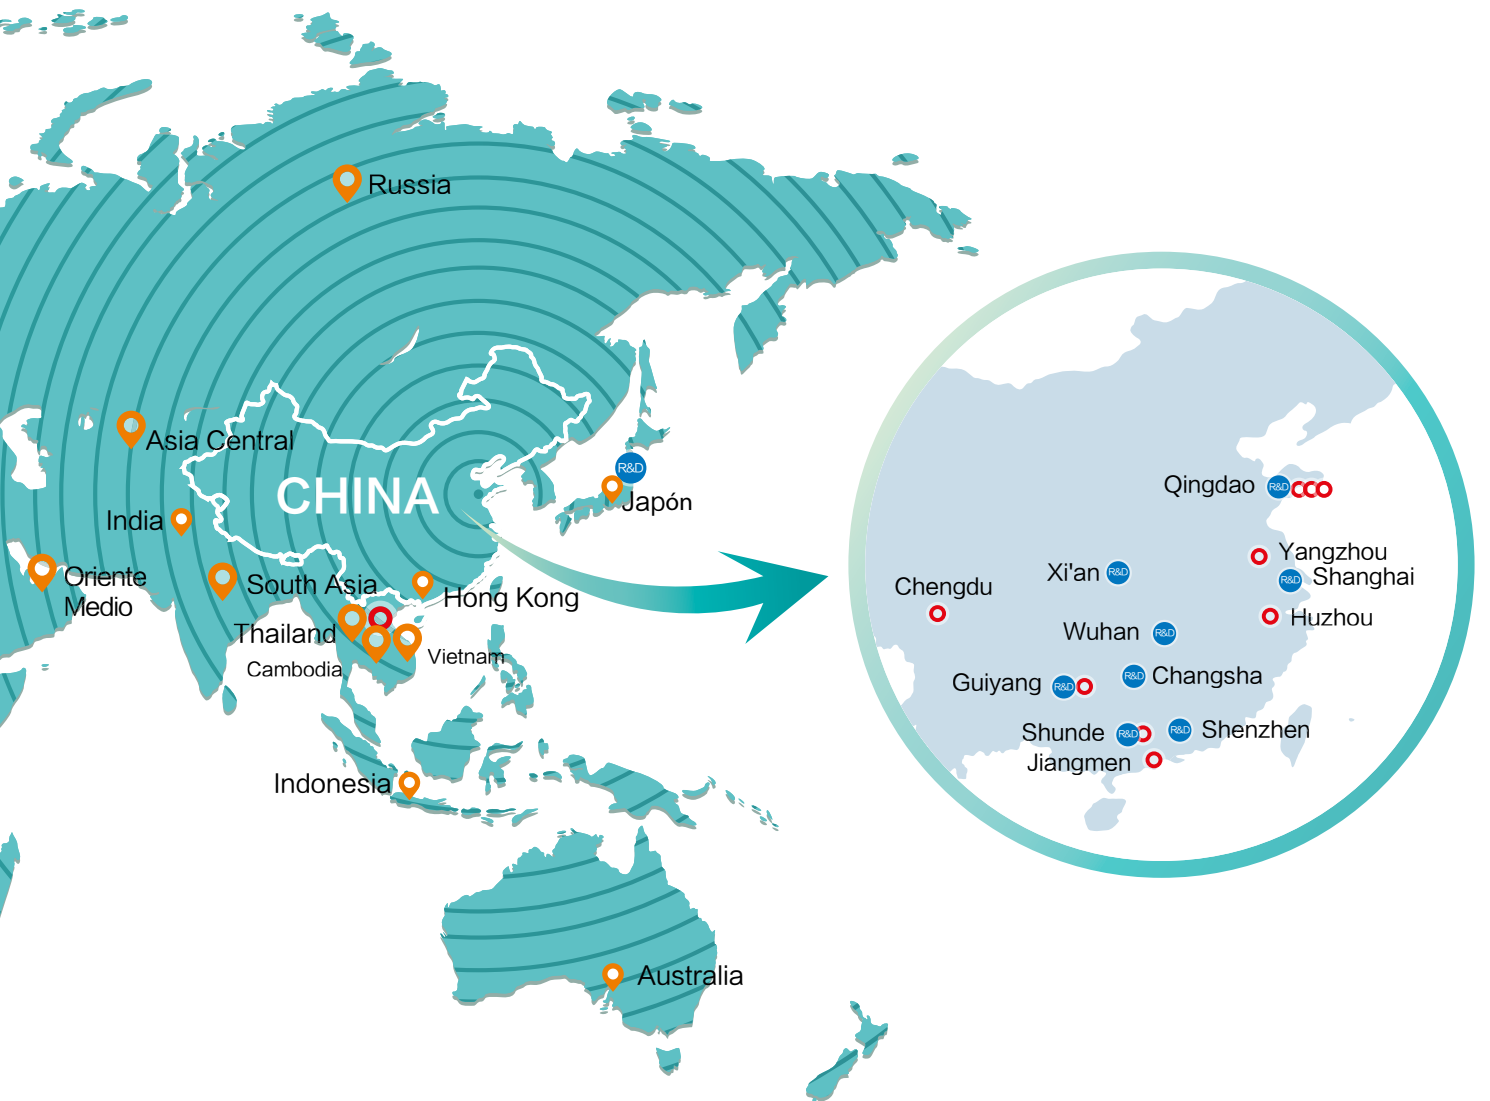 Russia
Asia Central
CHINA
R&D
Japón
India
Oriente
Medio
South Asia
Hong Kong
Thailand
Cambodia
Vietnam
Indonesia
Australia
Qingdao R&D
Yangzhou
Xi'an R&D
R&D Shanghai
Chengdu
Huzhou
Wuhan R&D
R&D Changsha
Guiyang R&D
Shunde R&D
R&D Shenzhen
Jiangmen